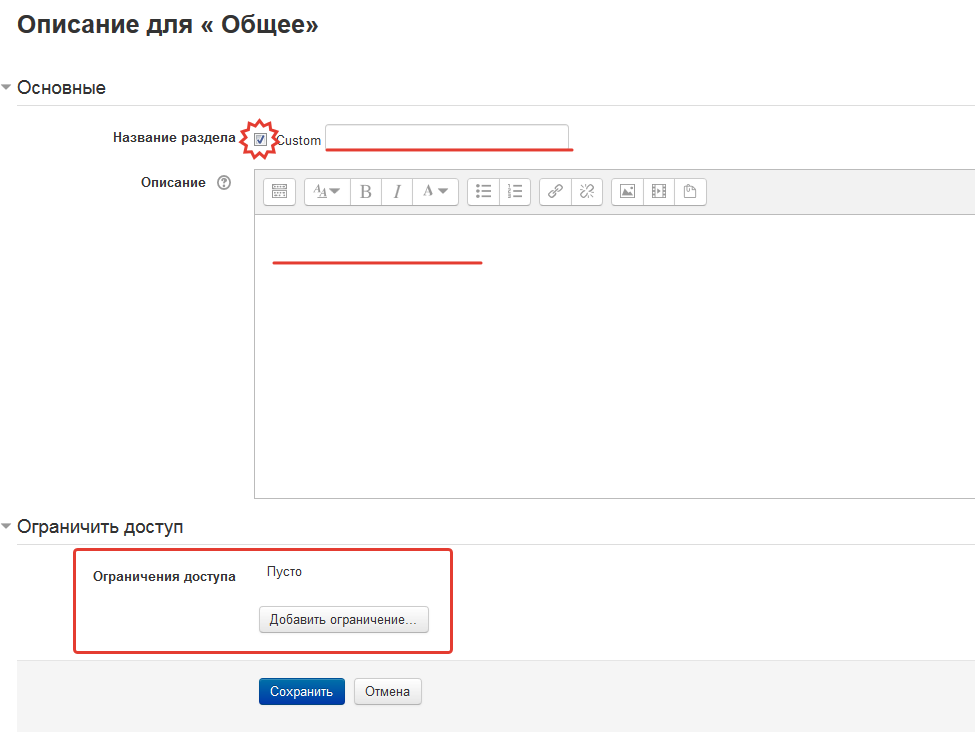 Описание для « Общее»
Основные
Название раздела Custom
Описание ?
A A B I A
Ограничить доступ
Ограничения доступа Пусто
Добавить ограничение...
Сохранить Отмена